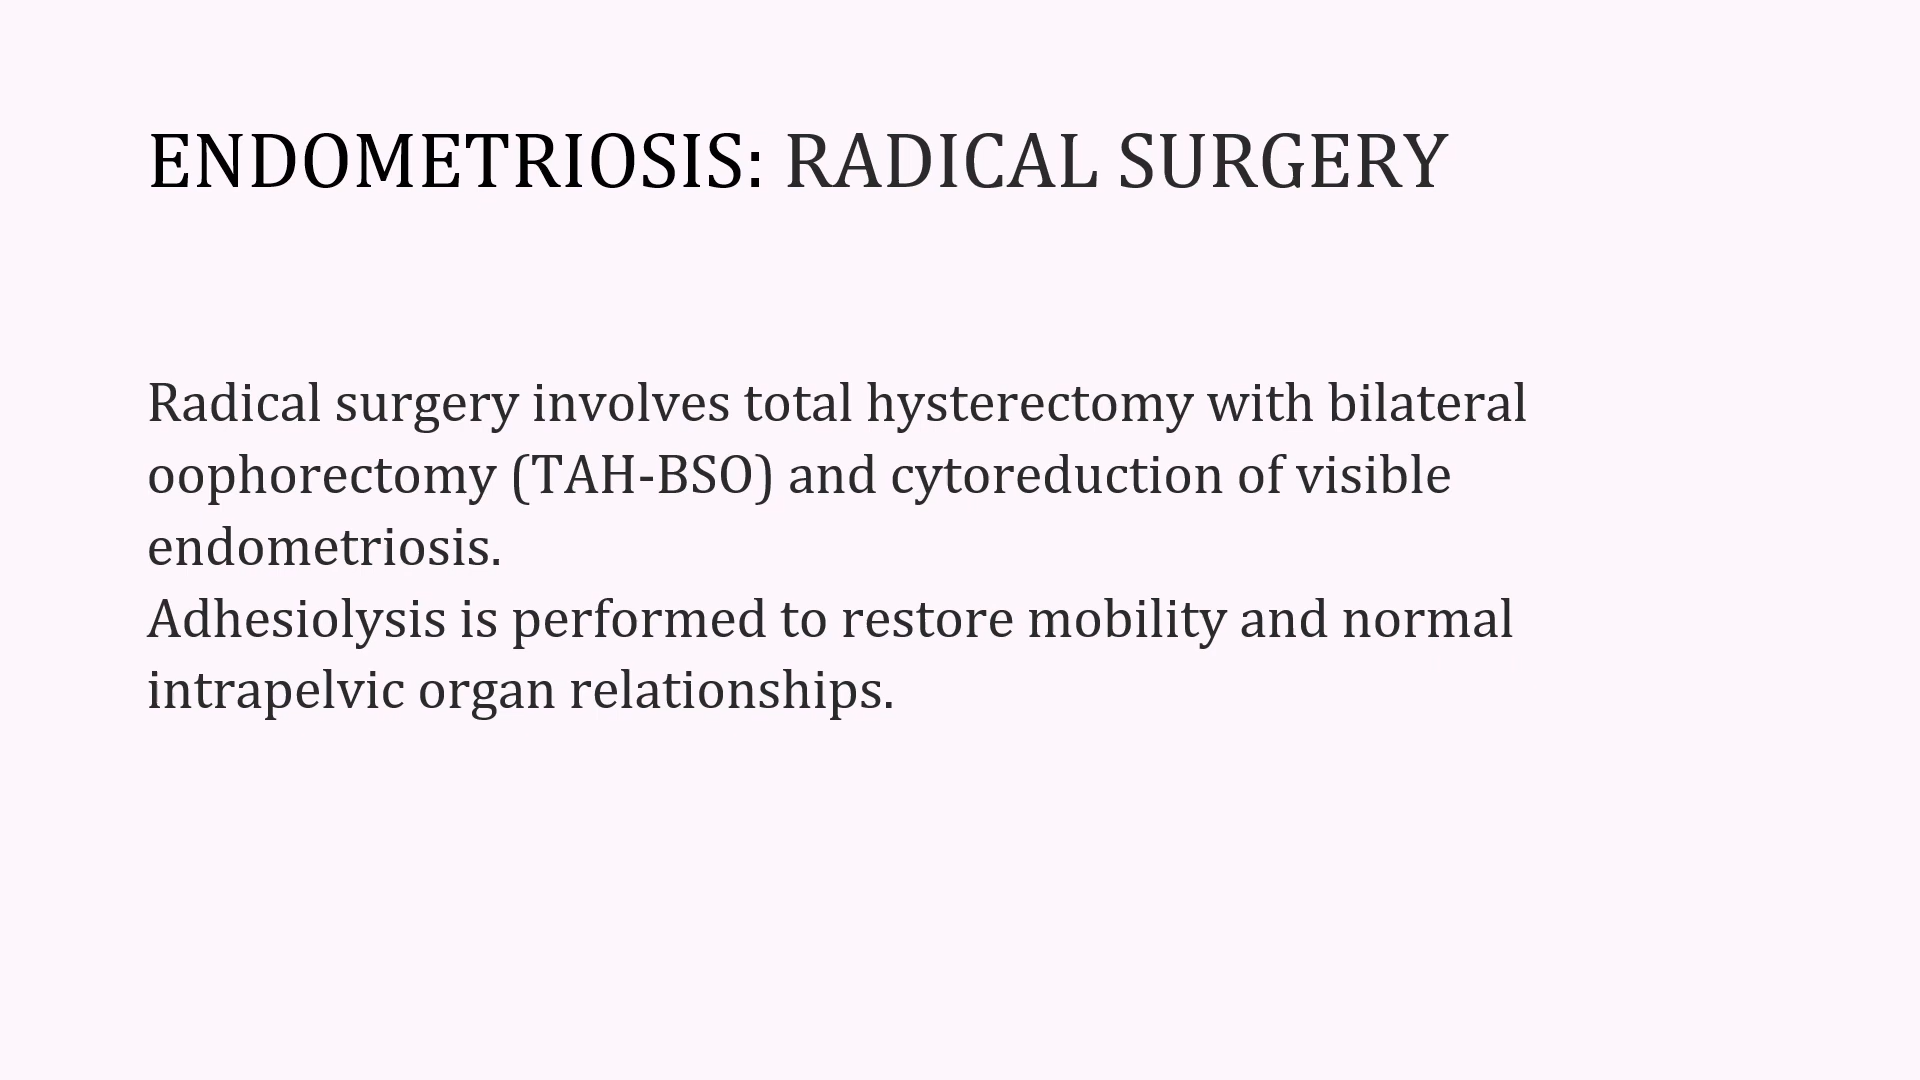 ENDOMETRIOSIS: RADICAL SURGERY
Radical surgery involves total hysterectomy with bilateral
oophorectomy (TAH-BSO) and cytoreduction of visible
endometriosis.
Adhesiolysis is performed to restore mobility and normal
intrapelvic organ relationships.